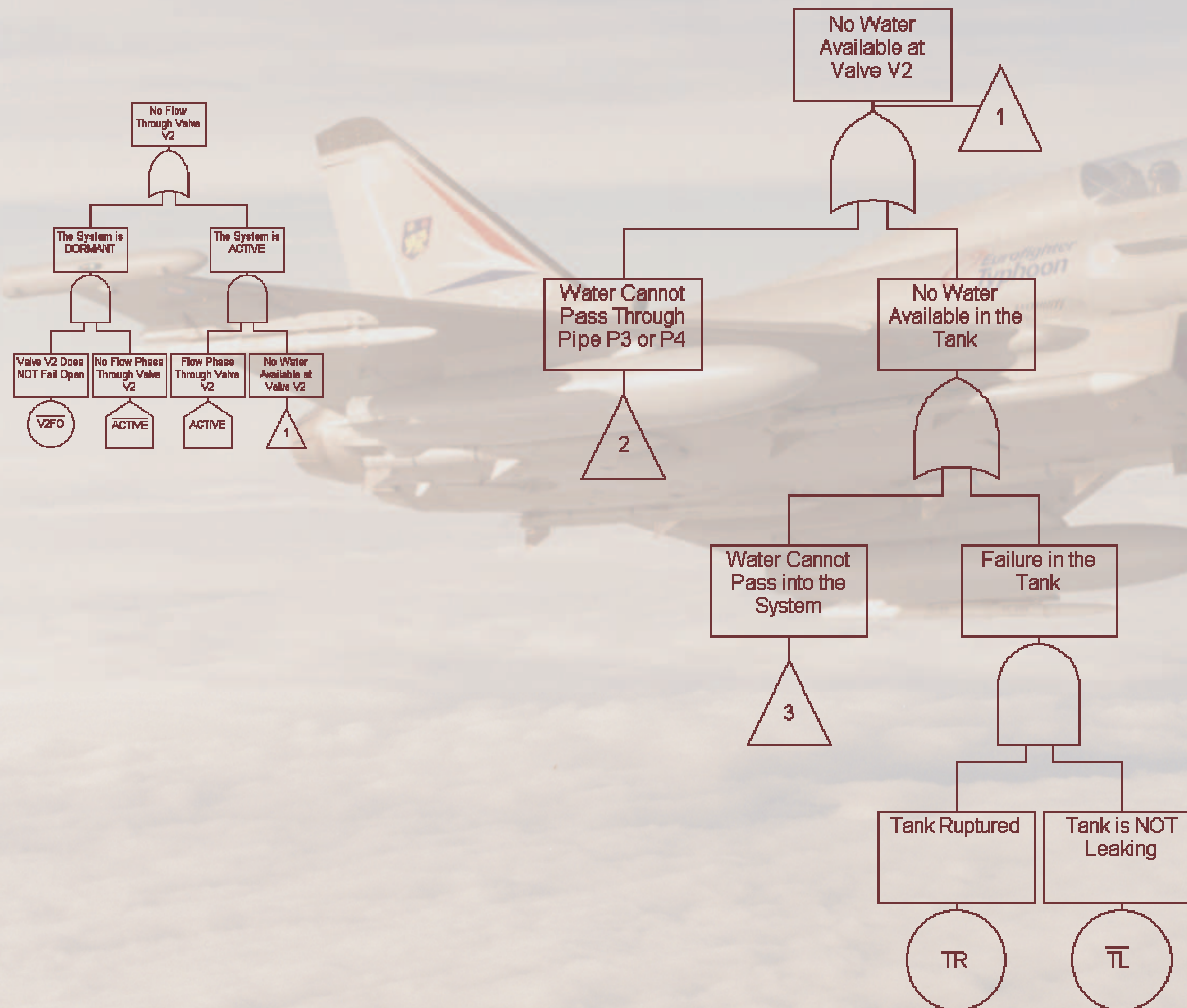 No Flow
Through Valve
V2
The System is
DORMANT
The System is
ACTIVE
Valve V2 Does
NOT Fail Open
No Flow Phase
Through Valve
V2
Flow Phase
Through Valve
V2
No Water
Available at
Valve V2
V2FO
ACTIVE
ACTIVE
1
No Water
Available at
Valve V2
1
Water Cannot
Pass Through
Pipe P3 or P4
2
No Water
Available in the
Tank
Eurofighter
Typhoon
Water Cannot
Pass into the
System
3
Failure in the
Tank
Tank Ruptured
Tank is NOT
Leaking
TR
TL